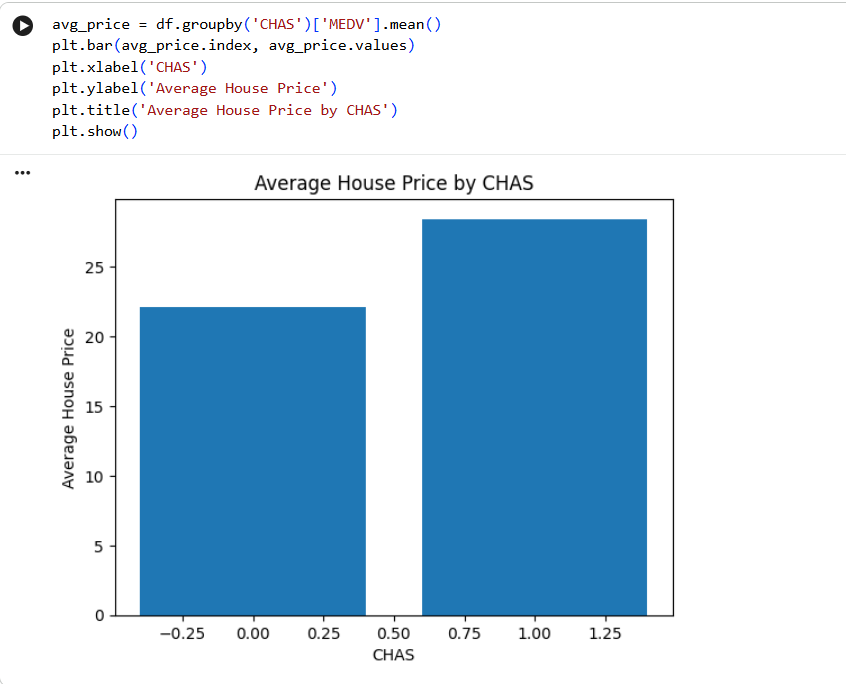 avg_price = df.groupby('CHAS')['MEDV'].mean()
plt.bar(avg_price.index, avg_price.values)
plt.xlabel('CHAS')
plt.ylabel('Average House Price')
plt.title('Average House Price by CHAS')
plt.show()
Average House Price by CHAS
Average House Price
25
20
15
10
5
0
−0.25 0.00 0.25 0.50 0.75 1.00 1.25
CHAS